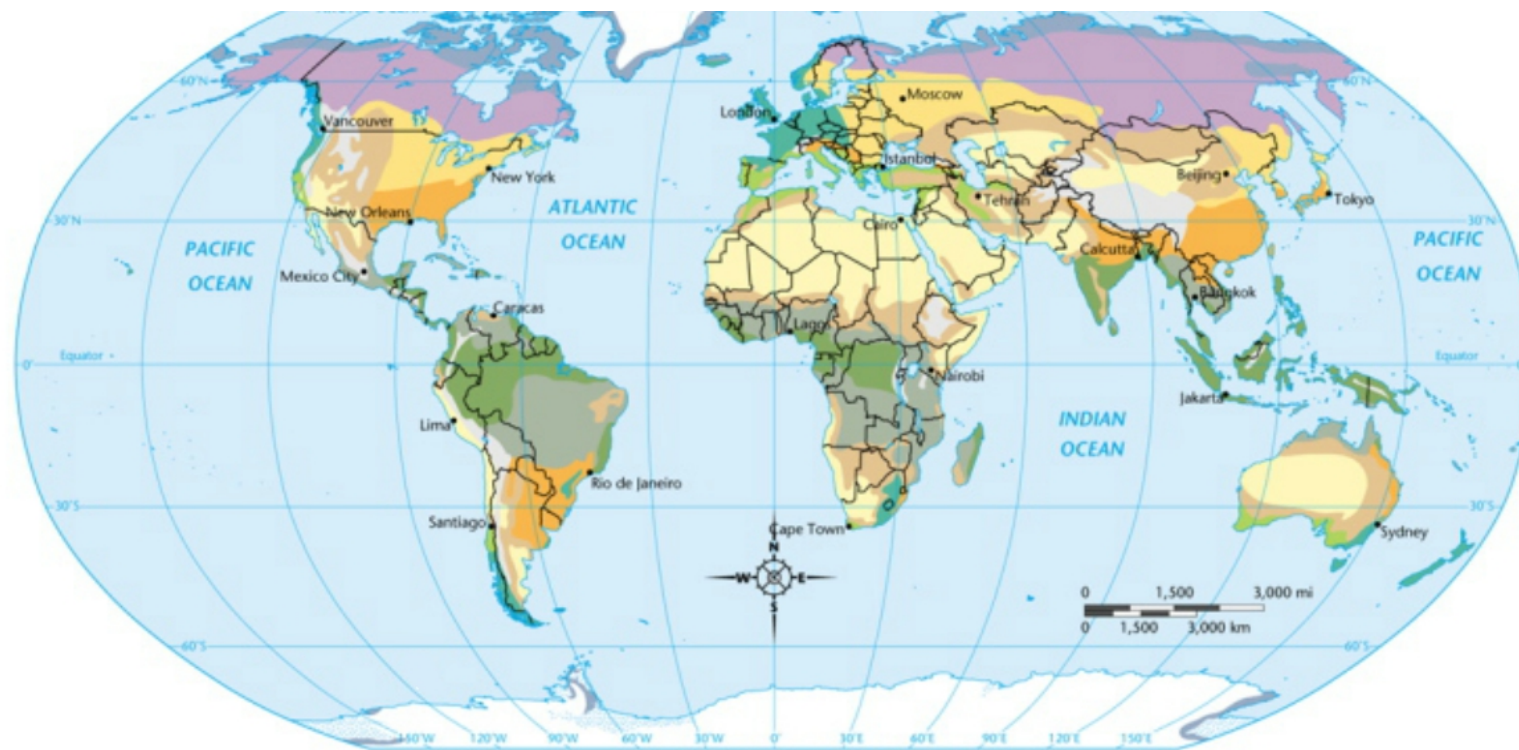 60°N
60°N
Moscow
London
Vancouver
Istanbul
New York
Beijing
Tehran
Tokyo
ATLANTIC
OCEAN
New Orleans
30°N
30°N
Cairo
PACIFIC
OCEAN
Calcutta
PACIFIC
OCEAN
Mexico City
Bangkok
Caracas
Lagos
Equator
Equator
0°
0°
Nairobi
Jakarta
Lima
INDIAN
OCEAN
Rio de Janeiro
30°S
30°S
Santiago
Cape Town
Sydney
N
W
E
S
0 1,500 3,000 mi
0 1,500 3,000 km
60°S
60°S
150°W
120°W
90°W
60°W
30°W
0°
30°E
60°E
90°E
120°E
150°E